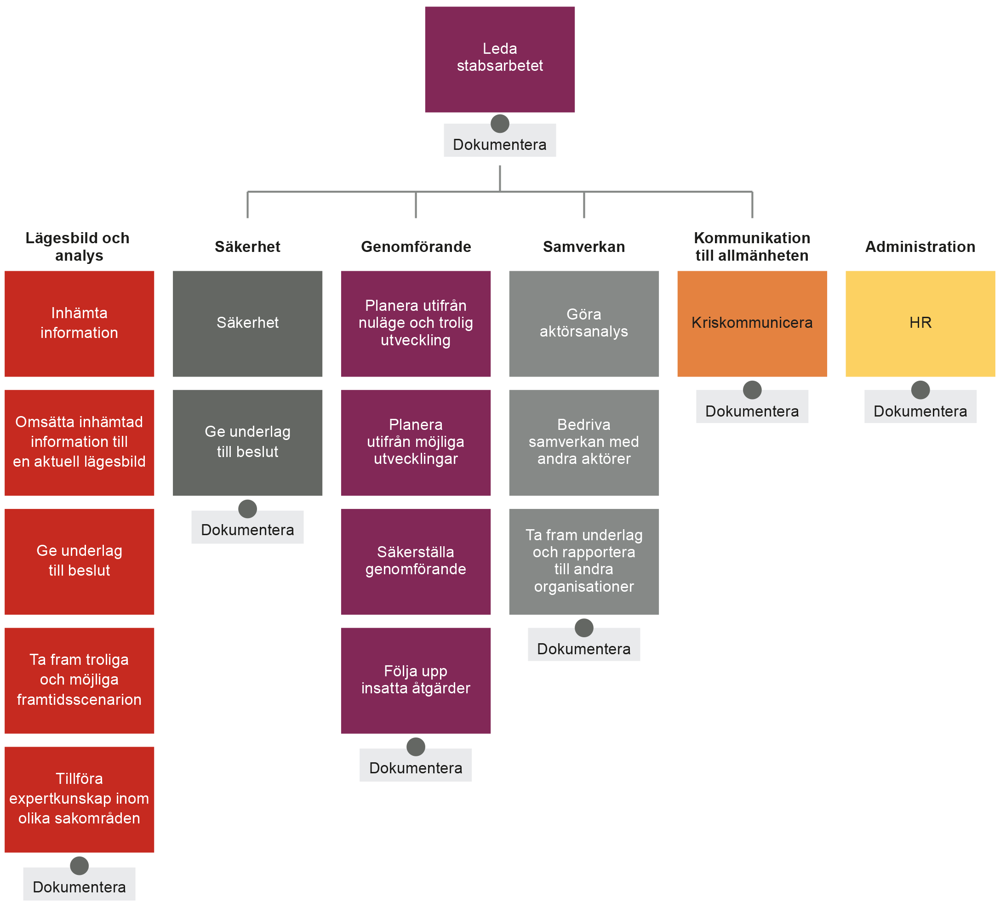 Leda
stabsarbetet
Dokumentera
Lägesbild och
analys
Inhämta
information
Omsätta inhämtad
information till
en aktuell lägesbild
Ge underlag
till beslut
Ta fram troliga
och möjliga
framtidsscenarion
Tillföra
expertkunskap inom
olika sakområden
Dokumentera
Säkerhet
Säkerhet
Ge underlag
till beslut
Dokumentera
Genomförande
Planera utifrån
nuläge och trolig
utveckling
Planera
utifrån möjliga
utvecklingar
Säkerställa
genomförande
Följa upp
insatta åtgärder
Dokumentera
Samverkan
Göra
aktörsanalys
Bedriva
samverkan med
andra aktörer
Ta fram underlag
och rapportera
till andra
organisationer
Dokumentera
Kommunikation
till allmänheten
Kriskommunicera
Dokumentera
Administration
HR
Dokumentera